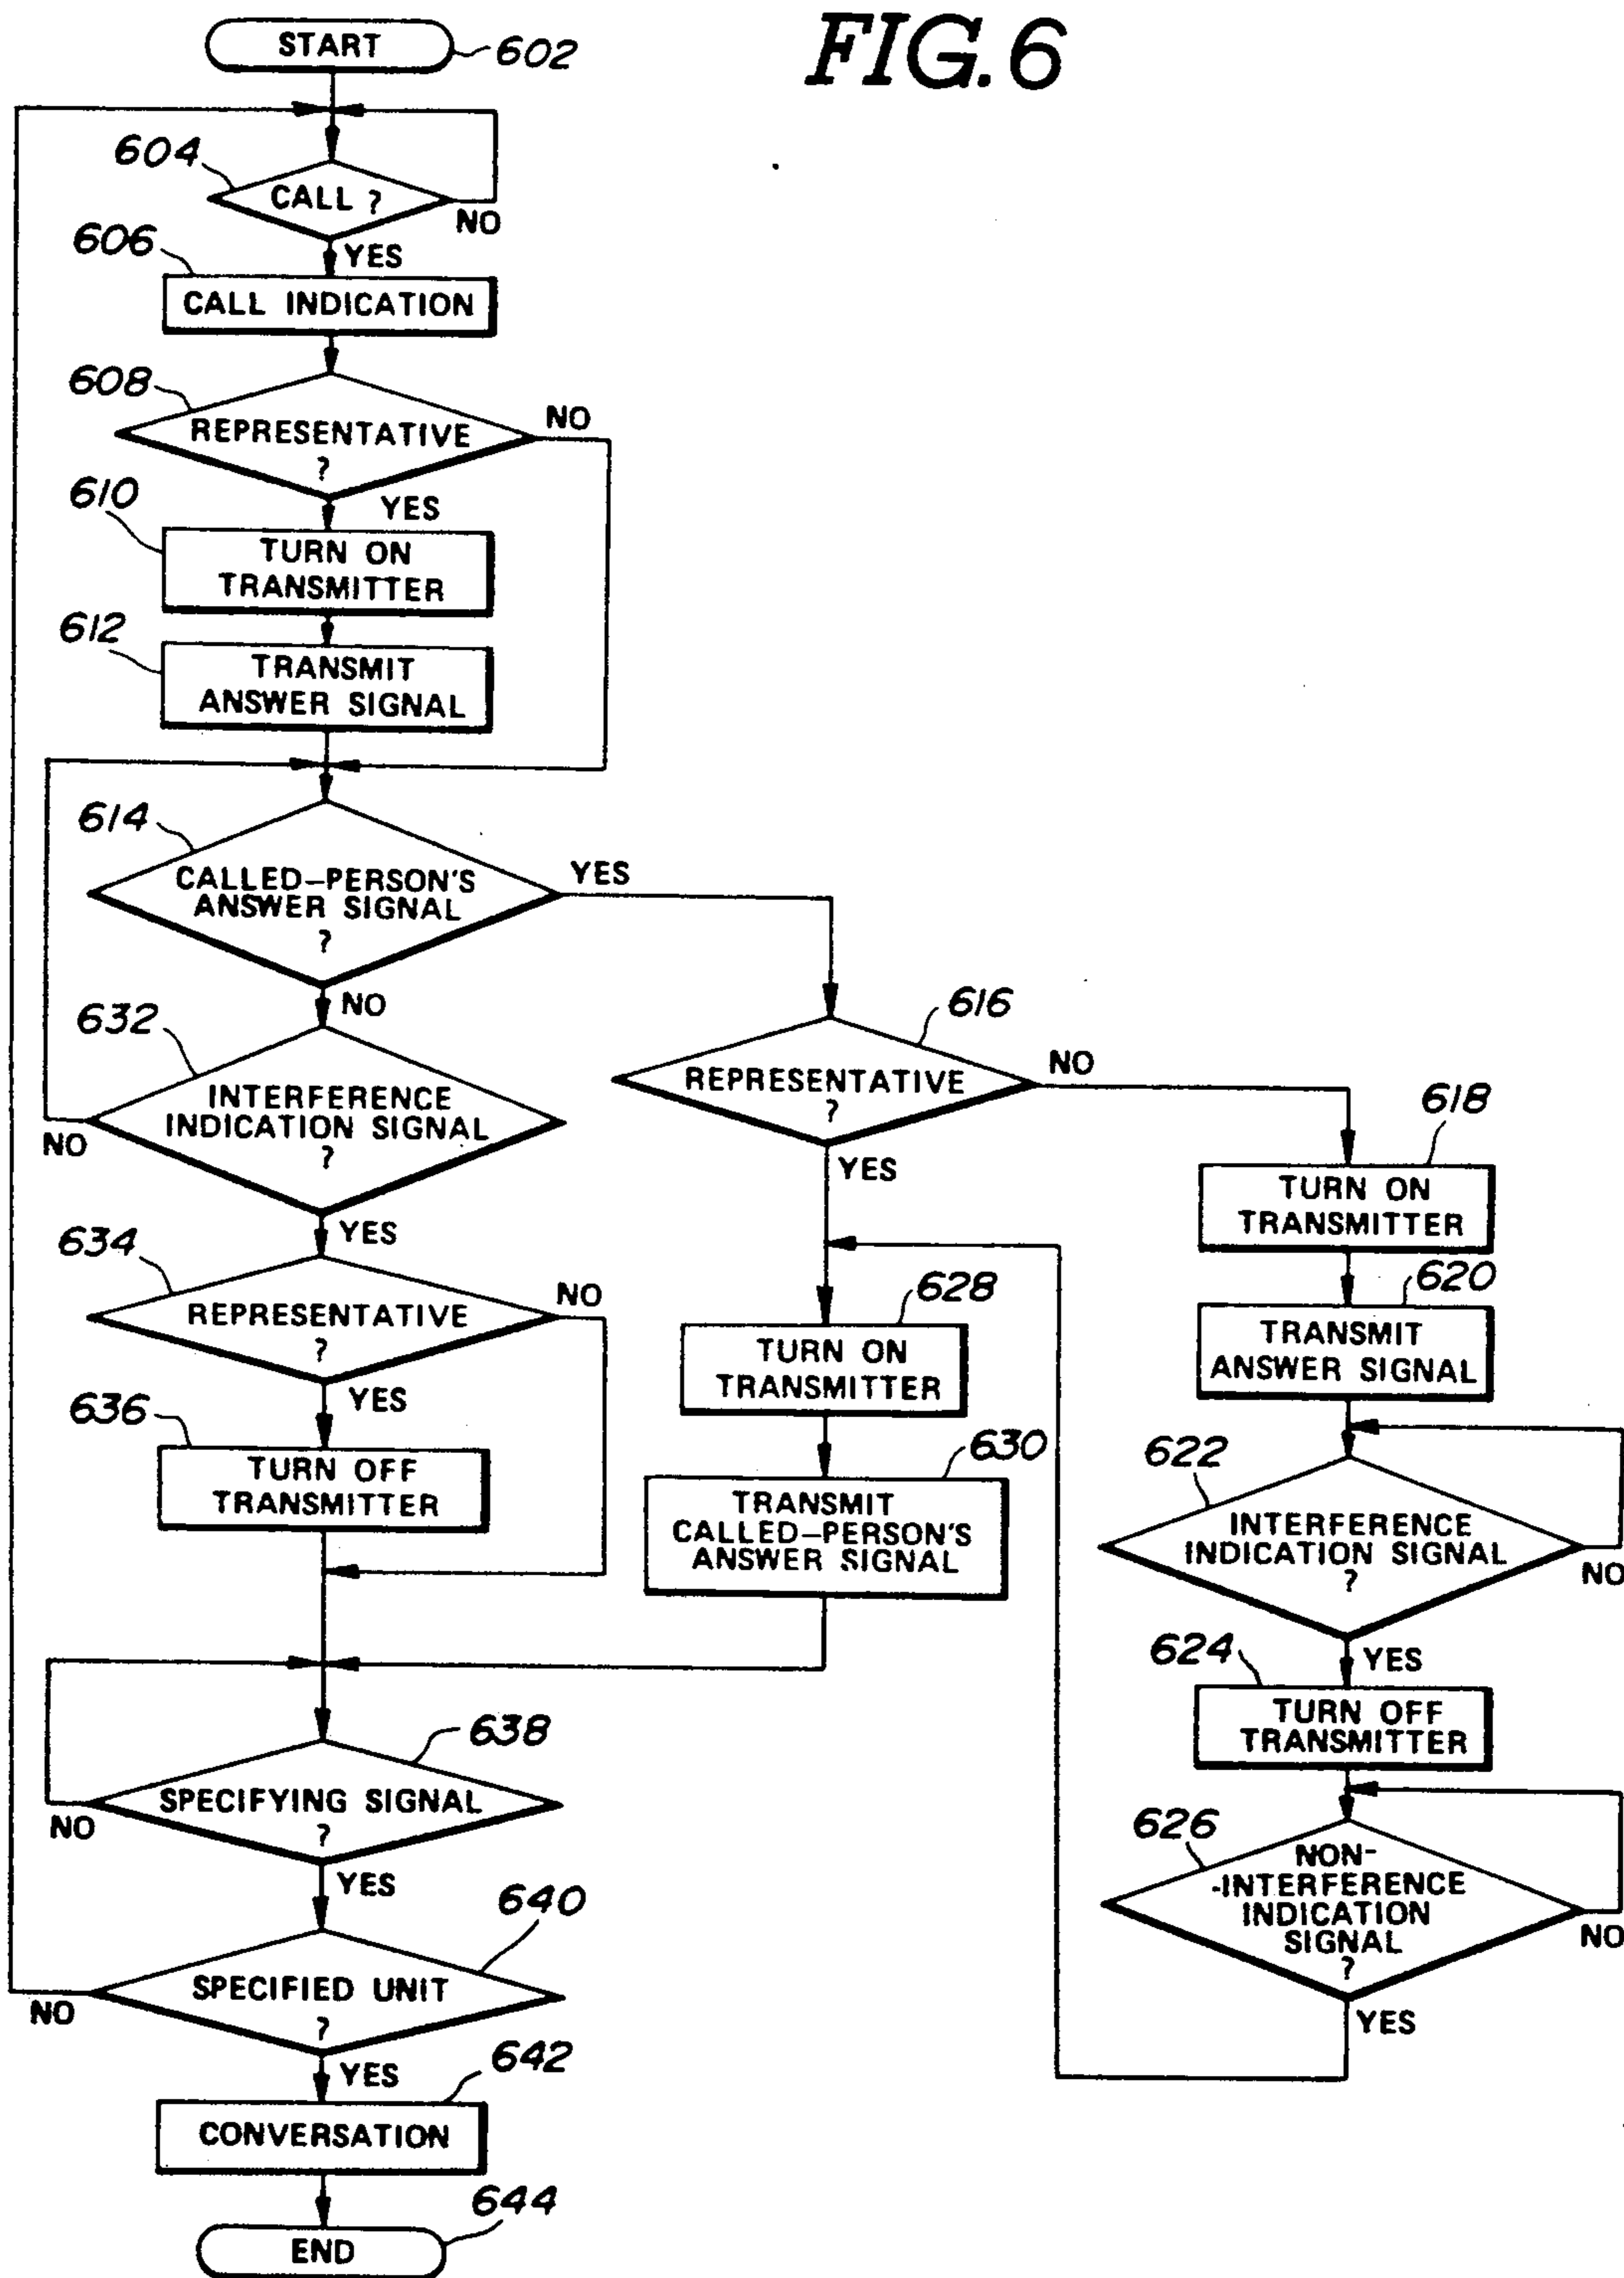 FIG. 6
START
602
604
CALL ?
NO
YES
606
CALL INDICATION
608
REPRESENTATIVE
?
NO
YES
610
TURN ON
TRANSMITTER
612
TRANSMIT
ANSWER SIGNAL
614
CALLED-PERSON'S
ANSWER SIGNAL
?
YES
NO
632
INTERFERENCE
INDICATION SIGNAL
?
NO
YES
634
REPRESENTATIVE
?
NO
YES
636
TURN OFF
TRANSMITTER
616
REPRESENTATIVE
?
NO
YES
628
TURN ON
TRANSMITTER
630
TRANSMIT
CALLED-PERSON'S
ANSWER SIGNAL
618
TURN ON
TRANSMITTER
620
TRANSMIT
ANSWER SIGNAL
622
INTERFERENCE
INDICATION SIGNAL
?
NO
YES
624
TURN OFF
TRANSMITTER
626
NON-
-INTERFERENCE
INDICATION
SIGNAL
?
NO
YES
638
SPECIFYING SIGNAL
?
NO
YES
640
SPECIFIED UNIT
?
NO
YES
642
CONVERSATION
644
END